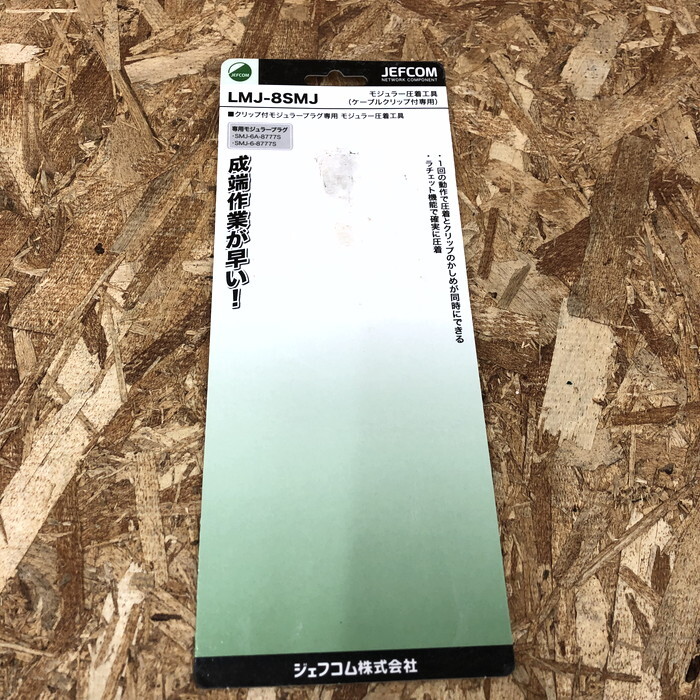 JEFCOM
JEFCOM
NETWORK COMPONENT
LMJ-8SMJ
モジュラー圧着工具
(ケーブルクリップ付専用)
■クリップ付モジュラープラグ専用 モジュラー圧着工具
専用モジュラープラグ
・SMJ-6A-8777S
・SMJ-6-8777S
・1回の動作で圧着とクリップのかしめが同時にできる
・ラチェット機能で確実に圧着
成端作業が早い!
ジェフコム株式会社